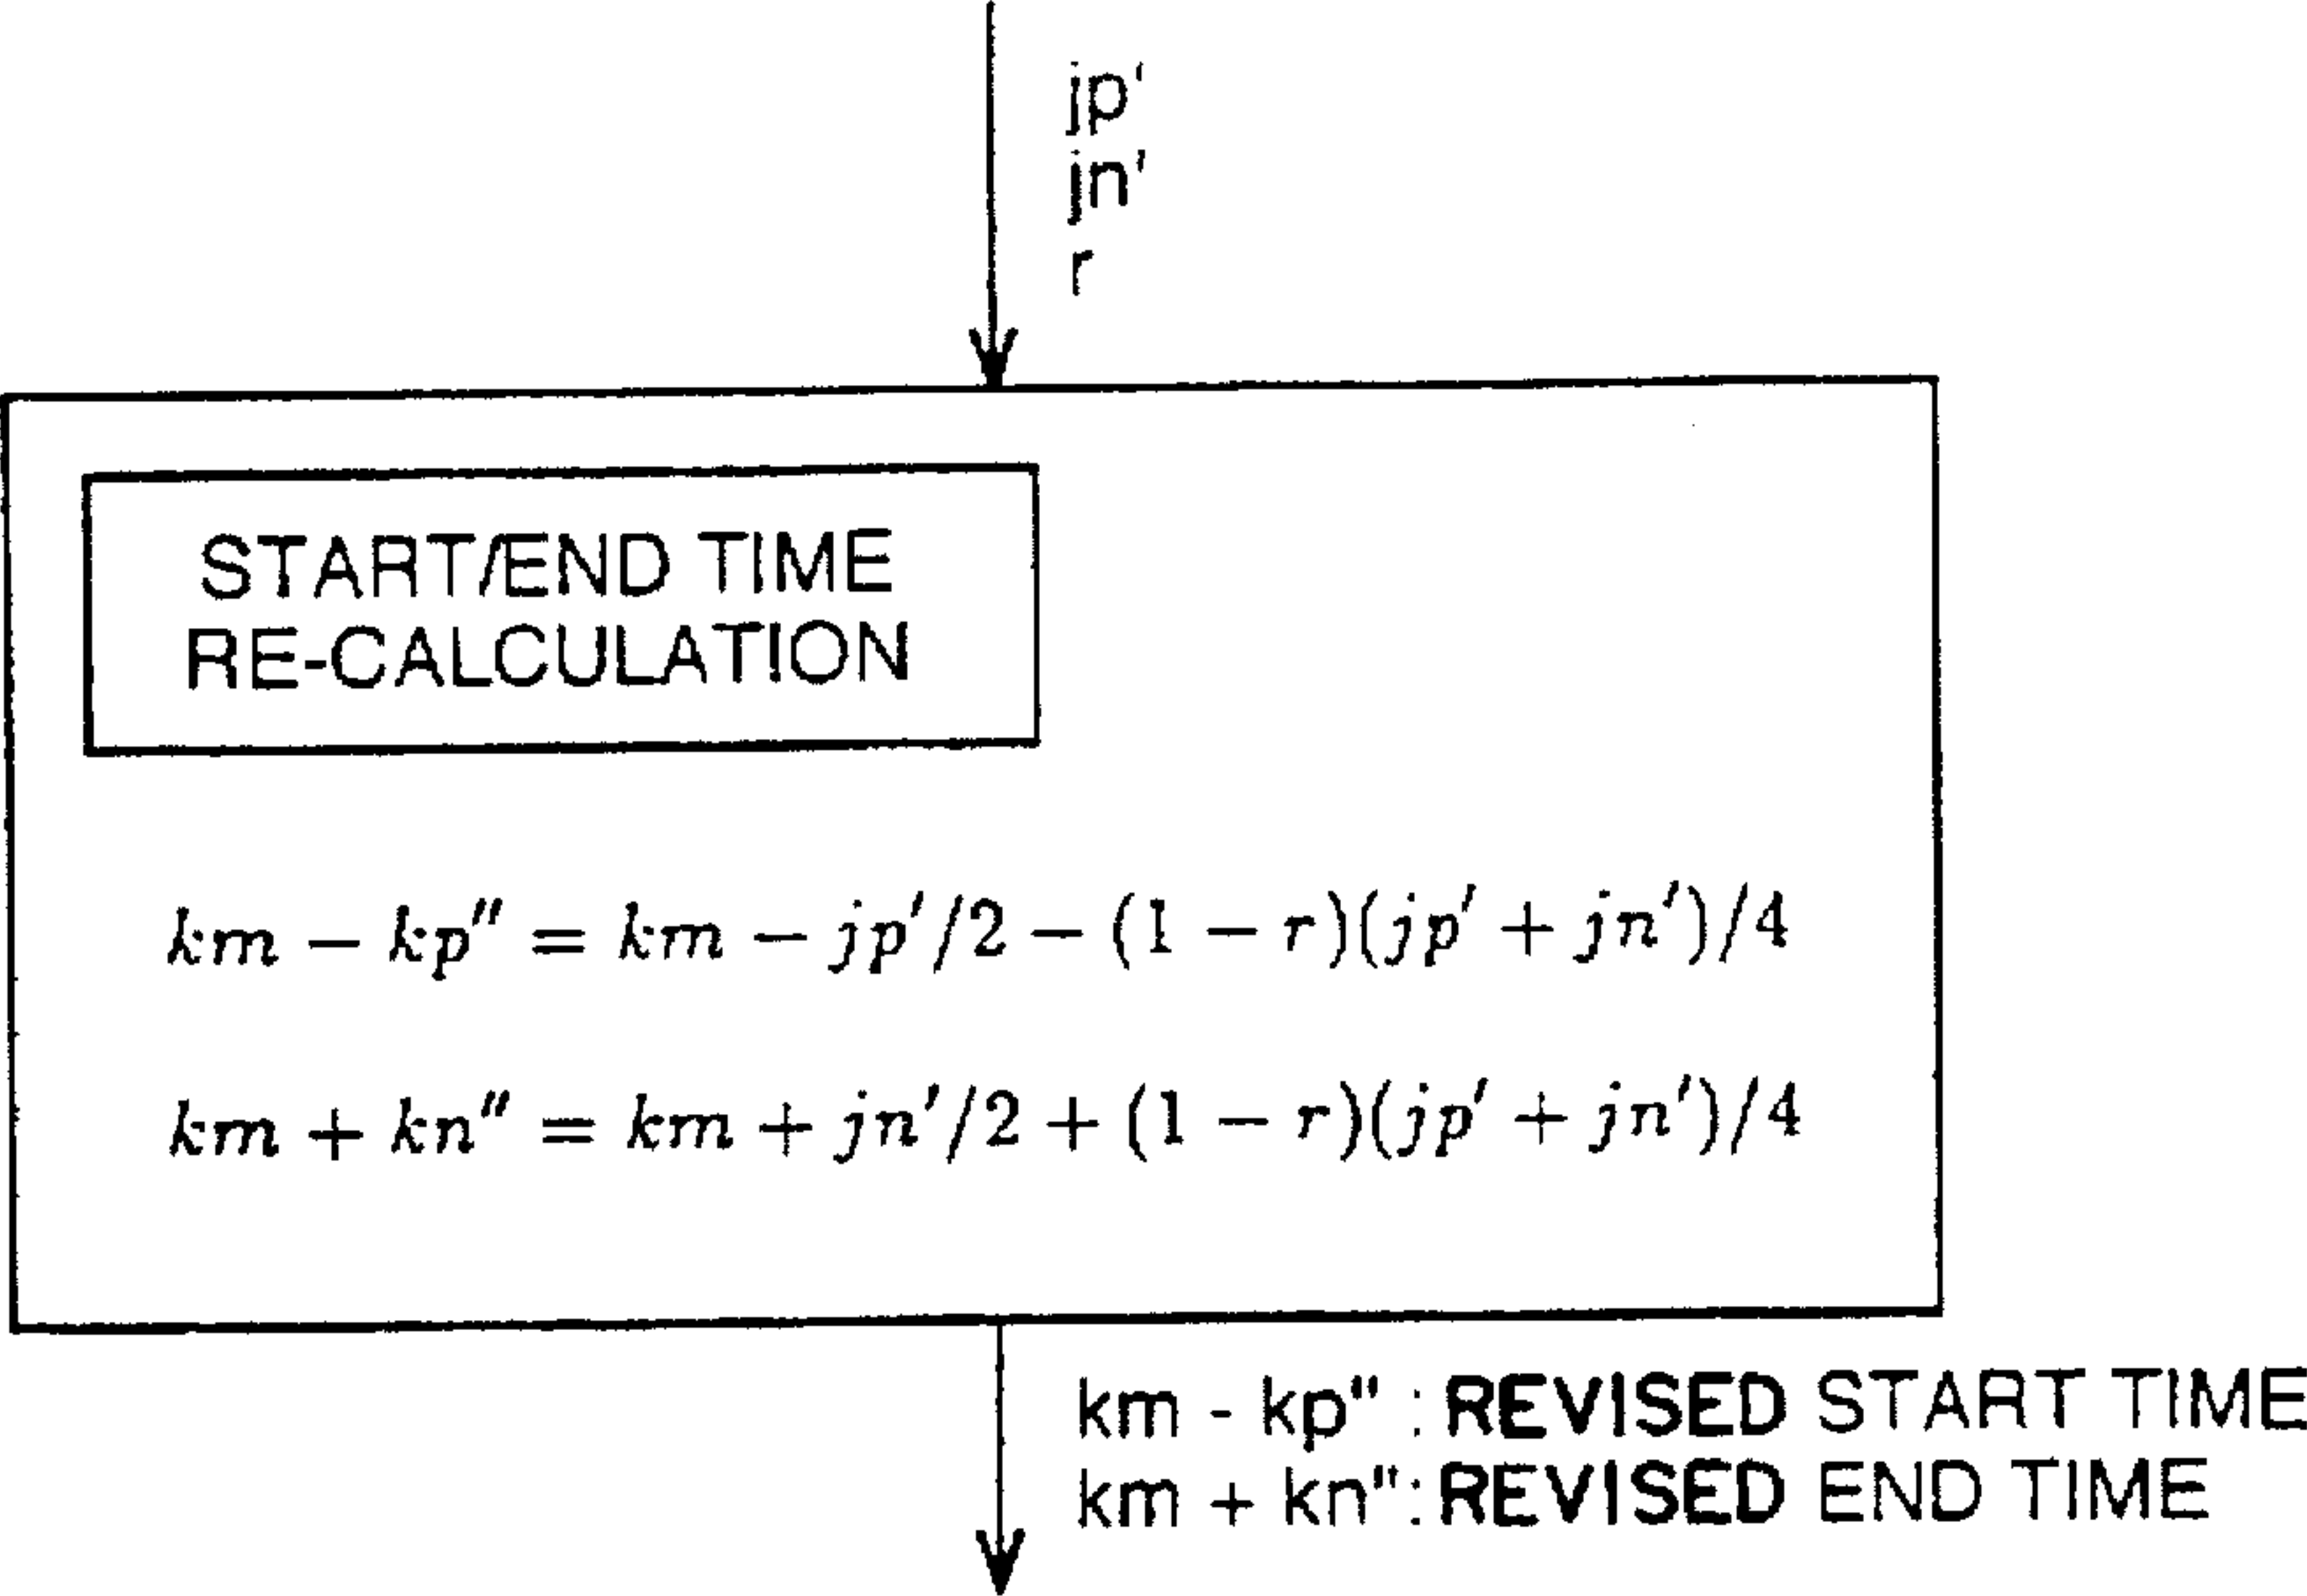 jp'
jn'
r
START/END TIME
RE-CALCULATION
km − kp″ = km − jp′/2 − (1 − r)(jp′ + jn′)/4
km + kn″ = km + jn′/2 + (1 − r)(jp′ + jn′)/4
km - kp" : REVISED START TIME
km + kn" : REVISED END TIME